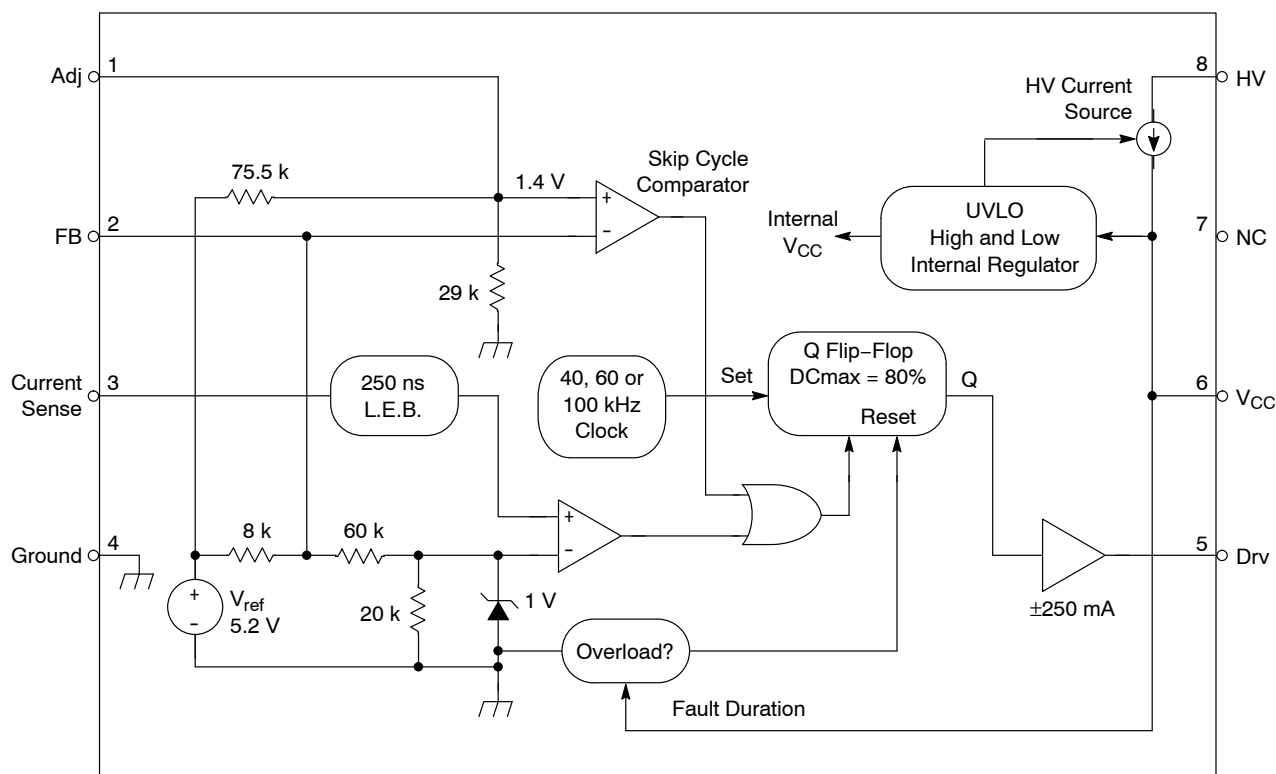 Adj
1
8
HV
HV Current
Source
75.5 k
1.4 V
Skip Cycle
Comparator
+
-
FB
2
Internal
VCC
UVLO
High and Low
Internal Regulator
7
NC
29 k
Current
Sense
3
250 ns
L.E.B.
40, 60 or
100 kHz
Clock
Set
Q Flip–Flop
DCmax = 80%
Reset
Q
6
VCC
Ground
4
8 k
60 k
+
-
5
Drv
±250 mA
+
-
Vref
5.2 V
20 k
1 V
Overload?
Fault Duration